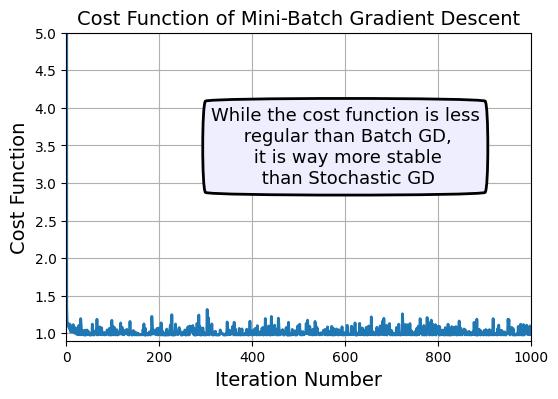 Cost Function of Mini-Batch Gradient Descent
5.0
4.5
4.0
3.5
3.0
2.5
2.0
1.5
1.0
Cost Function
While the cost function is less
regular than Batch GD,
it is way more stable
than Stochastic GD
0 200 400 600 800 1000
Iteration Number